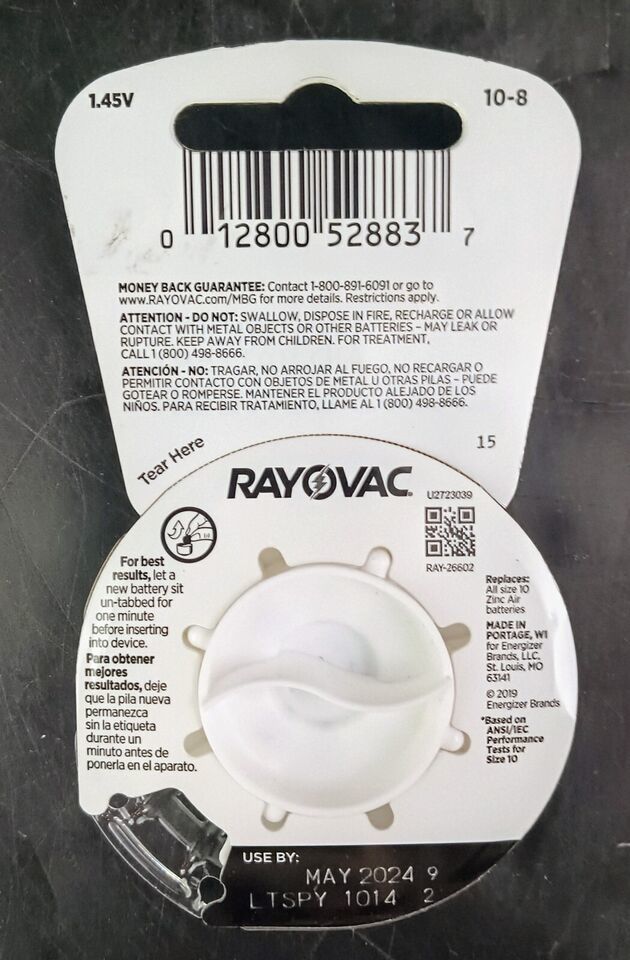 1.45V
10-8
0 12800 52883 7
MONEY BACK GUARANTEE: Contact 1-800-891-6091 or go to
www.RAYOVAC.com/MBG for more details. Restrictions apply.
ATTENTION - DO NOT: SWALLOW, DISPOSE IN FIRE, RECHARGE OR ALLOW
CONTACT WITH METAL OBJECTS OR OTHER BATTERIES – MAY LEAK OR
RUPTURE. KEEP AWAY FROM CHILDREN. FOR TREATMENT,
CALL 1 (800) 498-8666.
ATENCIÓN - NO: TRAGAR, NO ARROJAR AL FUEGO, NO RECARGAR O
PERMITIR CONTACTO CON OBJETOS DE METAL U OTRAS PILAS – PUEDE
GOTEAR O ROMPERSE. MANTENER EL PRODUCTO ALEJADO DE LOS
NIÑOS. PARA RECIBIR TRATAMIENTO, LLAME AL 1 (800) 498-8666.
15
Tear Here
RAYOVAC
U2723039
RAY-26602
For best
results, let a
new battery sit
un-tabbed for
one minute
before inserting
into device.
Para obtener
mejores
resultados, deje
que la pila nueva
permanezca
sin la etiqueta
durante un
minuto antes de
ponerla en el aparato.
Replaces:
All size 10
Zinc Air
batteries
MADE IN
PORTAGE, WI
for Energizer
Brands, LLC,
St. Louis, MO
63141
© 2019
Energizer Brands
*Based on
ANSI/IEC
Performance
Tests for
Size 10
USE BY:
MAY 2024 9
LTSPY 1014 2